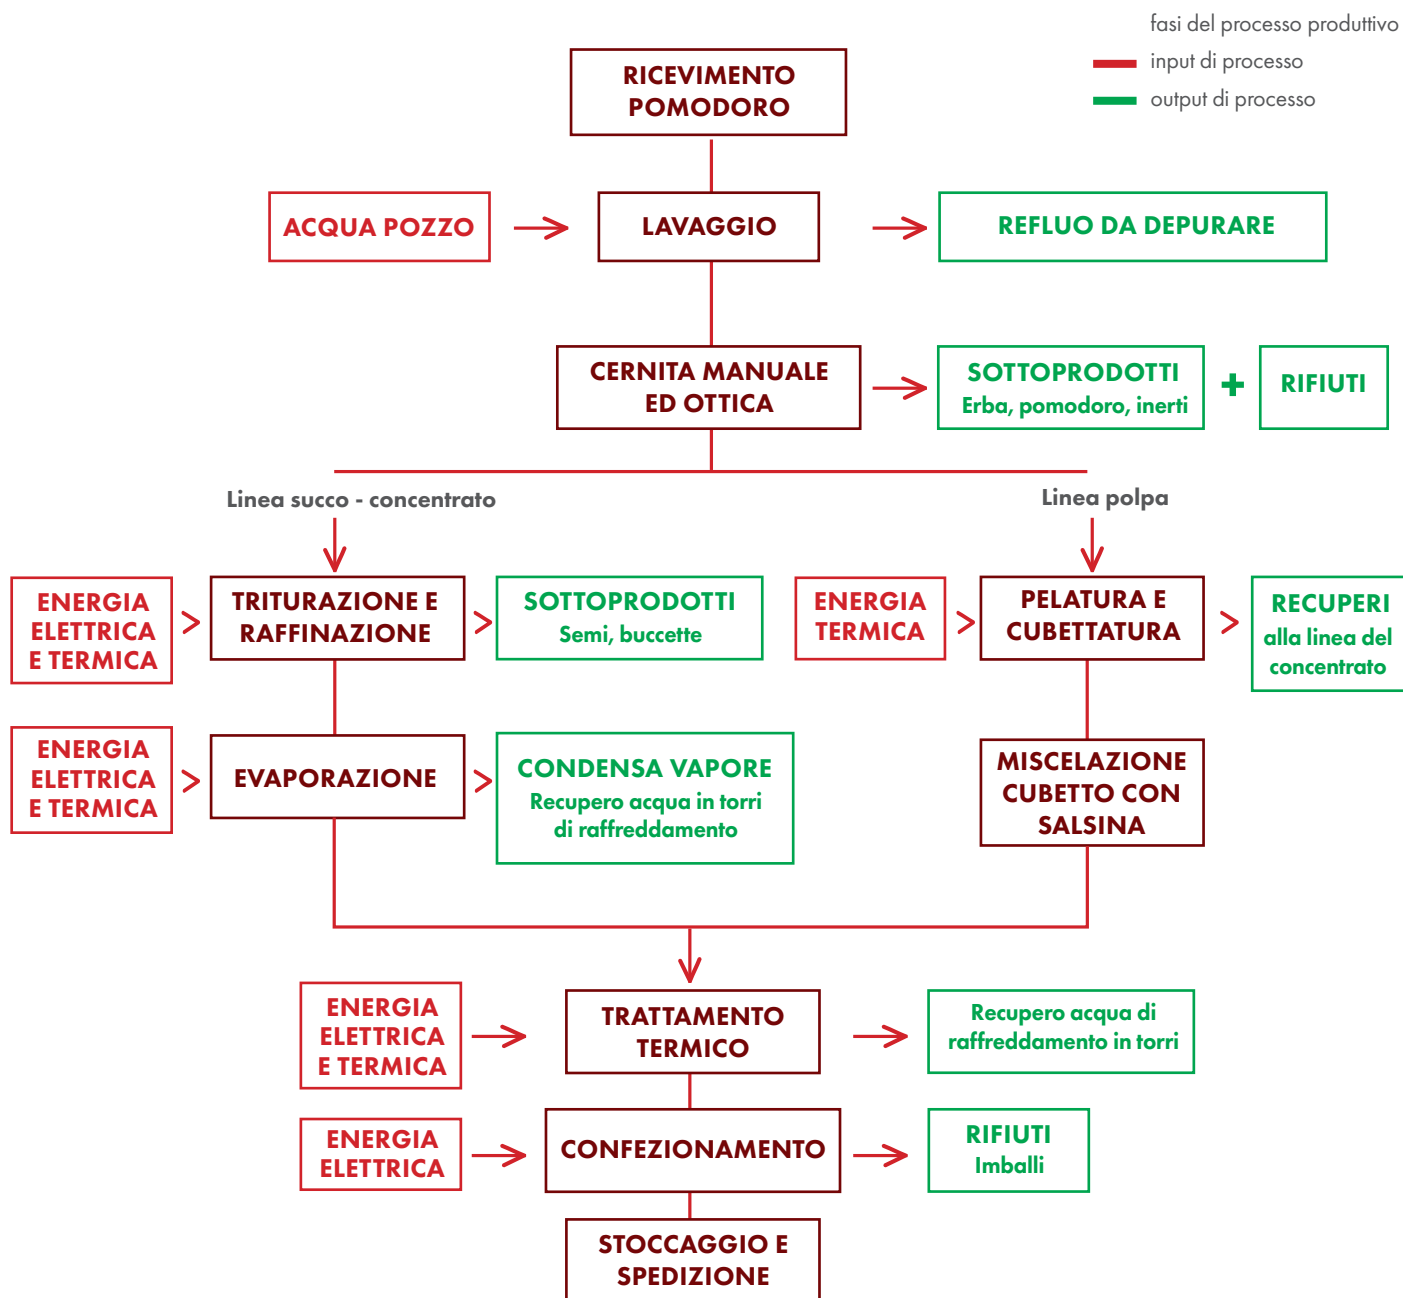 fasi del processo produttivo
input di processo
output di processo
RICEVIMENTO
POMODORO
ACQUA POZZO
LAVAGGIO
REFLUO DA DEPURARE
CERNITA MANUALE
ED OTTICA
SOTTOPRODOTTI
Erba, pomodoro, inerti
+
RIFIUTI
Linea succo - concentrato
Linea polpa
ENERGIA
ELETTRICA
E TERMICA
TRITURAZIONE E
RAFFINAZIONE
SOTTOPRODOTTI
Semi, buccette
ENERGIA
TERMICA
PELATURA E
CUBETTATURA
RECUPERI
alla linea del
concentrato
ENERGIA
ELETTRICA
E TERMICA
EVAPORAZIONE
CONDENSA VAPORE
Recupero acqua in torri
di raffreddamento
MISCELAZIONE
CUBETTO CON
SALSINA
ENERGIA
ELETTRICA
E TERMICA
TRATTAMENTO
TERMICO
Recupero acqua di
raffreddamento in torri
ENERGIA
ELETTRICA
CONFEZIONAMENTO
RIFIUTI
Imballi
STOCCAGGIO E
SPEDIZIONE